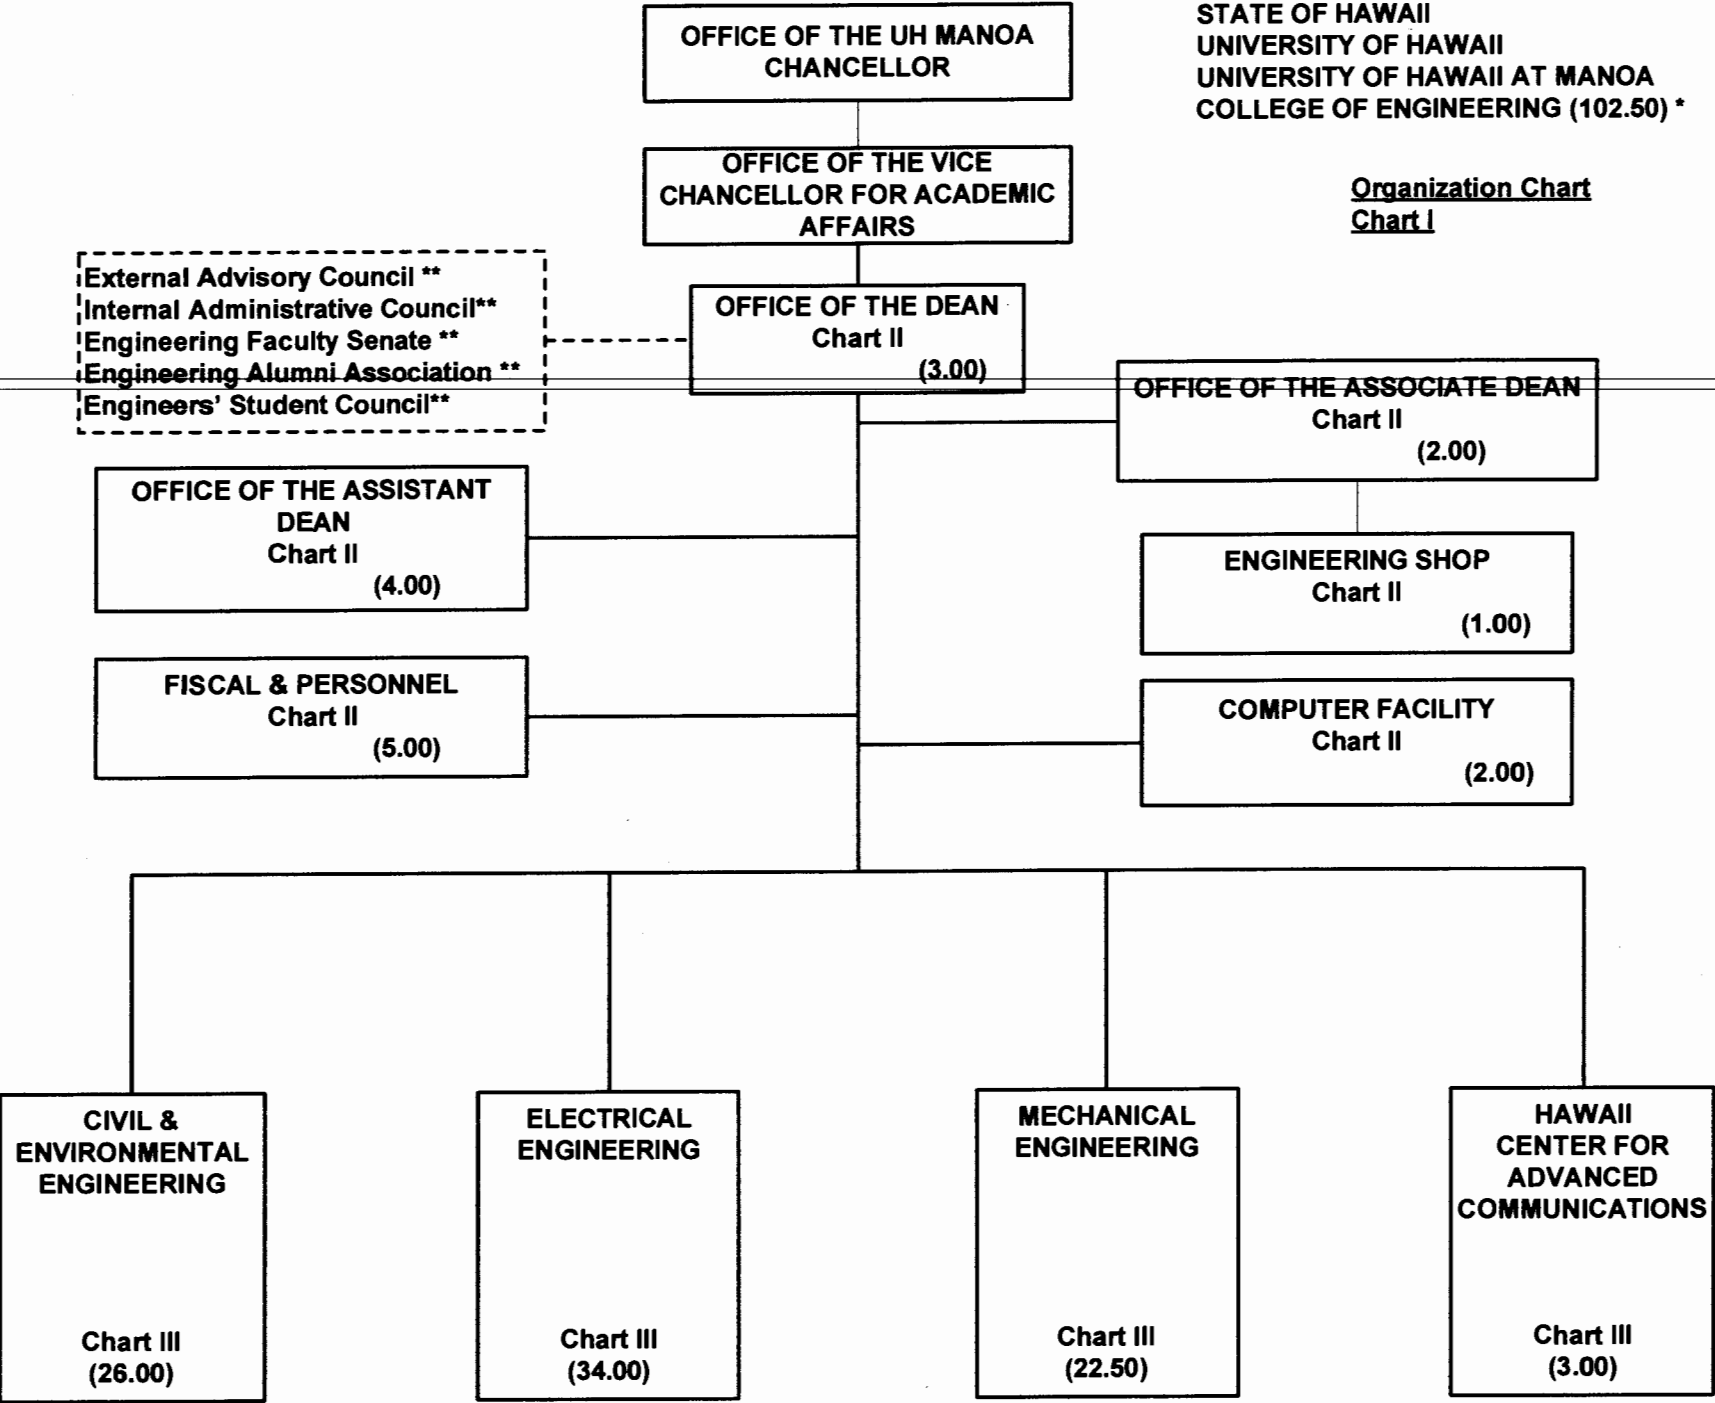 OFFICE OF THE UH MANOA
CHANCELLOR
STATE OF HAWAII
UNIVERSITY OF HAWAII
UNIVERSITY OF HAWAII AT MANOA
COLLEGE OF ENGINEERING (102.50) *
Organization Chart
Chart I
OFFICE OF THE VICE
CHANCELLOR FOR ACADEMIC
AFFAIRS
External Advisory Council **
Internal Administrative Council**
Engineering Faculty Senate **
Engineering Alumni Association **
Engineers' Student Council**
OFFICE OF THE DEAN
Chart II
(3.00)
OFFICE OF THE ASSOCIATE DEAN
Chart II
(2.00)
OFFICE OF THE ASSISTANT
DEAN
Chart II
(4.00)
ENGINEERING SHOP
Chart II
(1.00)
FISCAL & PERSONNEL
Chart II
(5.00)
COMPUTER FACILITY
Chart II
(2.00)
CIVIL &
ENVIRONMENTAL
ENGINEERING
Chart III
(26.00)
ELECTRICAL
ENGINEERING
Chart III
(34.00)
MECHANICAL
ENGINEERING
Chart III
(22.50)
HAWAII
CENTER FOR
ADVANCED
COMMUNICATIONS
Chart III
(3.00)